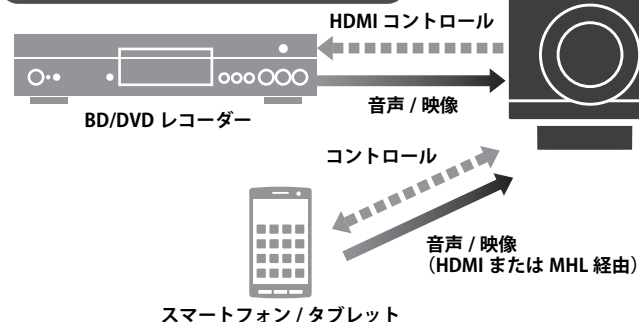 HDMI コントロール
音声 / 映像
BD/DVD レコーダー
コントロール
音声 / 映像
（HDMI または MHL 経由）
スマートフォン / タブレット